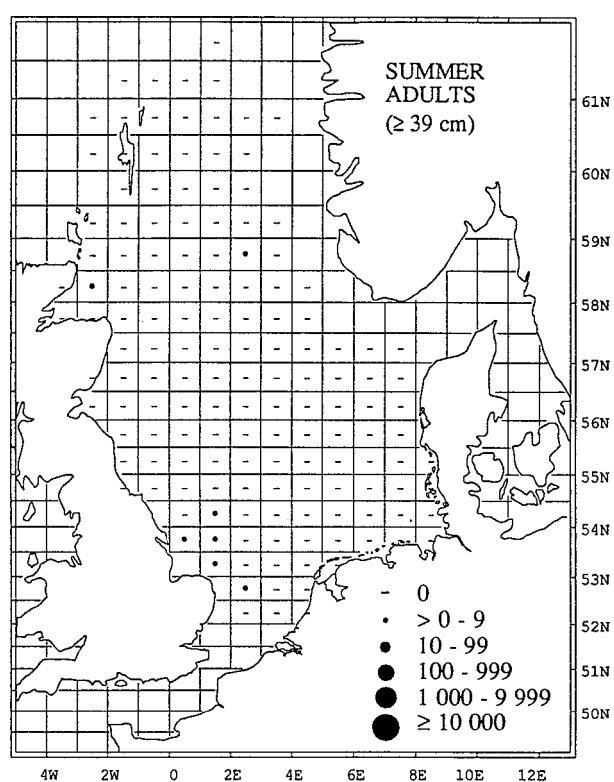 SUMMER
ADULTS
(≥ 39 cm)
61N
60N
59N
58N
57N
56N
55N
54N
53N
52N
51N
50N
- 0
> 0 - 9
10 - 99
100 - 999
1 000 - 9 999
≥ 10 000
4W 2W 0 2E 4E 6E 8E 10E 12E